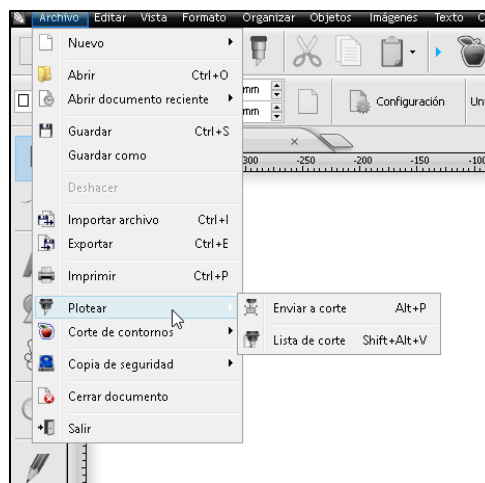 Archivo Editar Vista Formato Organizar Objetos Imágenes Texto
Nuevo
Abrir Ctrl+O
Abrir documento reciente
mm
mm
Configuración
Guardar Ctrl+S
Guardar como
Deshacer
300 -250 -200 -150 -100
Importar archivo Ctrl+I
Exportar Ctrl+E
Imprimir Ctrl+P
Plotear
Enviar a corte Alt+P
Corte de contornos
Lista de corte Shift+Alt+V
Copia de seguridad
Cerrar documento
Salir